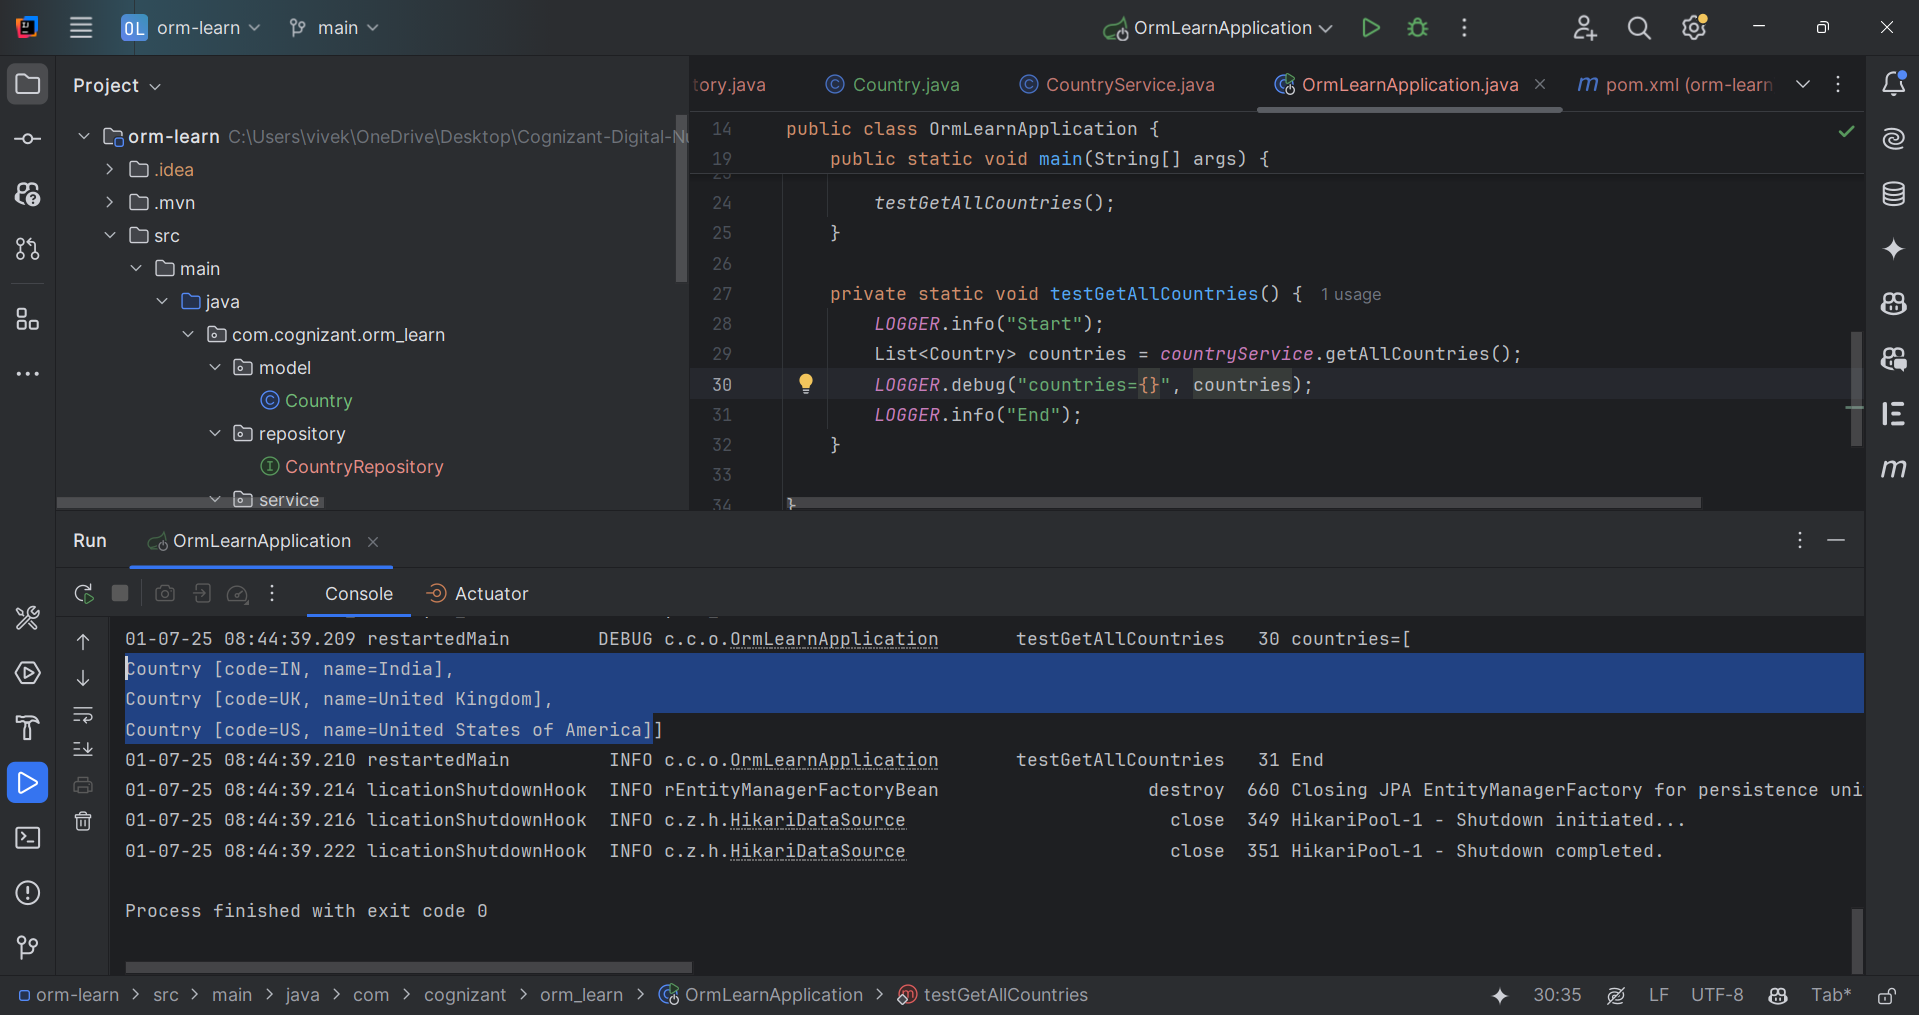 OL orm-learn main OrmLearnApplication
Project
orm-learn C:\Users\vivek\OneDrive\Desktop\Cognizant-Digital-Nu
.idea
.mvn
src
main
java
com.cognizant.orm_learn
model
Country
repository
CountryRepository
service
tory.java Country.java CountryService.java OrmLearnApplication.java pom.xml (orm-learn
14 public class OrmLearnApplication {
19 public static void main(String[] args) {
24 testGetAllCountries();
25 }
26
27 private static void testGetAllCountries() { 1 usage
28 LOGGER.info("Start");
29 List<Country> countries = countryService.getAllCountries();
30 LOGGER.debug("countries={}", countries);
31 LOGGER.info("End");
32 }
33
34 }
Run OrmLearnApplication
Console Actuator
01-07-25 08:44:39.209 restartedMain DEBUG c.c.o.OrmLearnApplication testGetAllCountries 30 countries=[
Country [code=IN, name=India],
Country [code=UK, name=United Kingdom],
Country [code=US, name=United States of America]]
01-07-25 08:44:39.210 restartedMain INFO c.c.o.OrmLearnApplication testGetAllCountries 31 End
01-07-25 08:44:39.214 licationShutdownHook INFO rEntityManagerFactoryBean destroy 660 Closing JPA EntityManagerFactory for persistence uni
01-07-25 08:44:39.216 licationShutdownHook INFO c.z.h.HikariDataSource close 349 HikariPool-1 - Shutdown initiated...
01-07-25 08:44:39.222 licationShutdownHook INFO c.z.h.HikariDataSource close 351 HikariPool-1 - Shutdown completed.
Process finished with exit code 0
orm-learn > src > main > java > com > cognizant > orm_learn > OrmLearnApplication > testGetAllCountries 30:35 LF UTF-8 Tab*